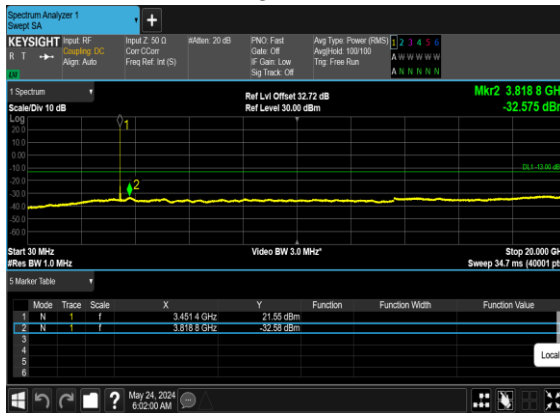 Spectrum Analyzer 1
Swept SA
+
KEYSIGHT Input: RF Input Z: 50 Ω #Atten: 20 dB PNO: Fast Avg Type: Power (RMS) 1 2 3 4 5 6
R T Coupling: DC Corr CCorr Gate: Off Avg|Hold: 100/100 A W W W W W
Align: Auto Freq Ref: Int (S) IF Gain: Low Trig: Free Run
Sig Track: Off A N N N N N
1 Spectrum Ref Lvl Offset 32.72 dB Mkr2 3.818 8 GH
Scale/Div 10 dB Ref Level 30.00 dBm -32.575 dBr
Log
20.0
10.0
0.00
-10.0
-20.0
-30.0
-40.0
-50.0
-60.0
1
2
DL1 -13.00 dB
Start 30 MHz Video BW 3.0 MHz* Stop 20.000 GH
#Res BW 1.0 MHz Sweep 34.7 ms (40001 pts
5 Marker Table
Mode Trace Scale X Y Function Function Width Function Value
1 N 1 f 3.451 4 GHz 21.55 dBm
2 N 1 f 3.818 8 GHz -32.58 dBm
3
4
5
6
Local
? May 24, 2024
6:02:00 AM